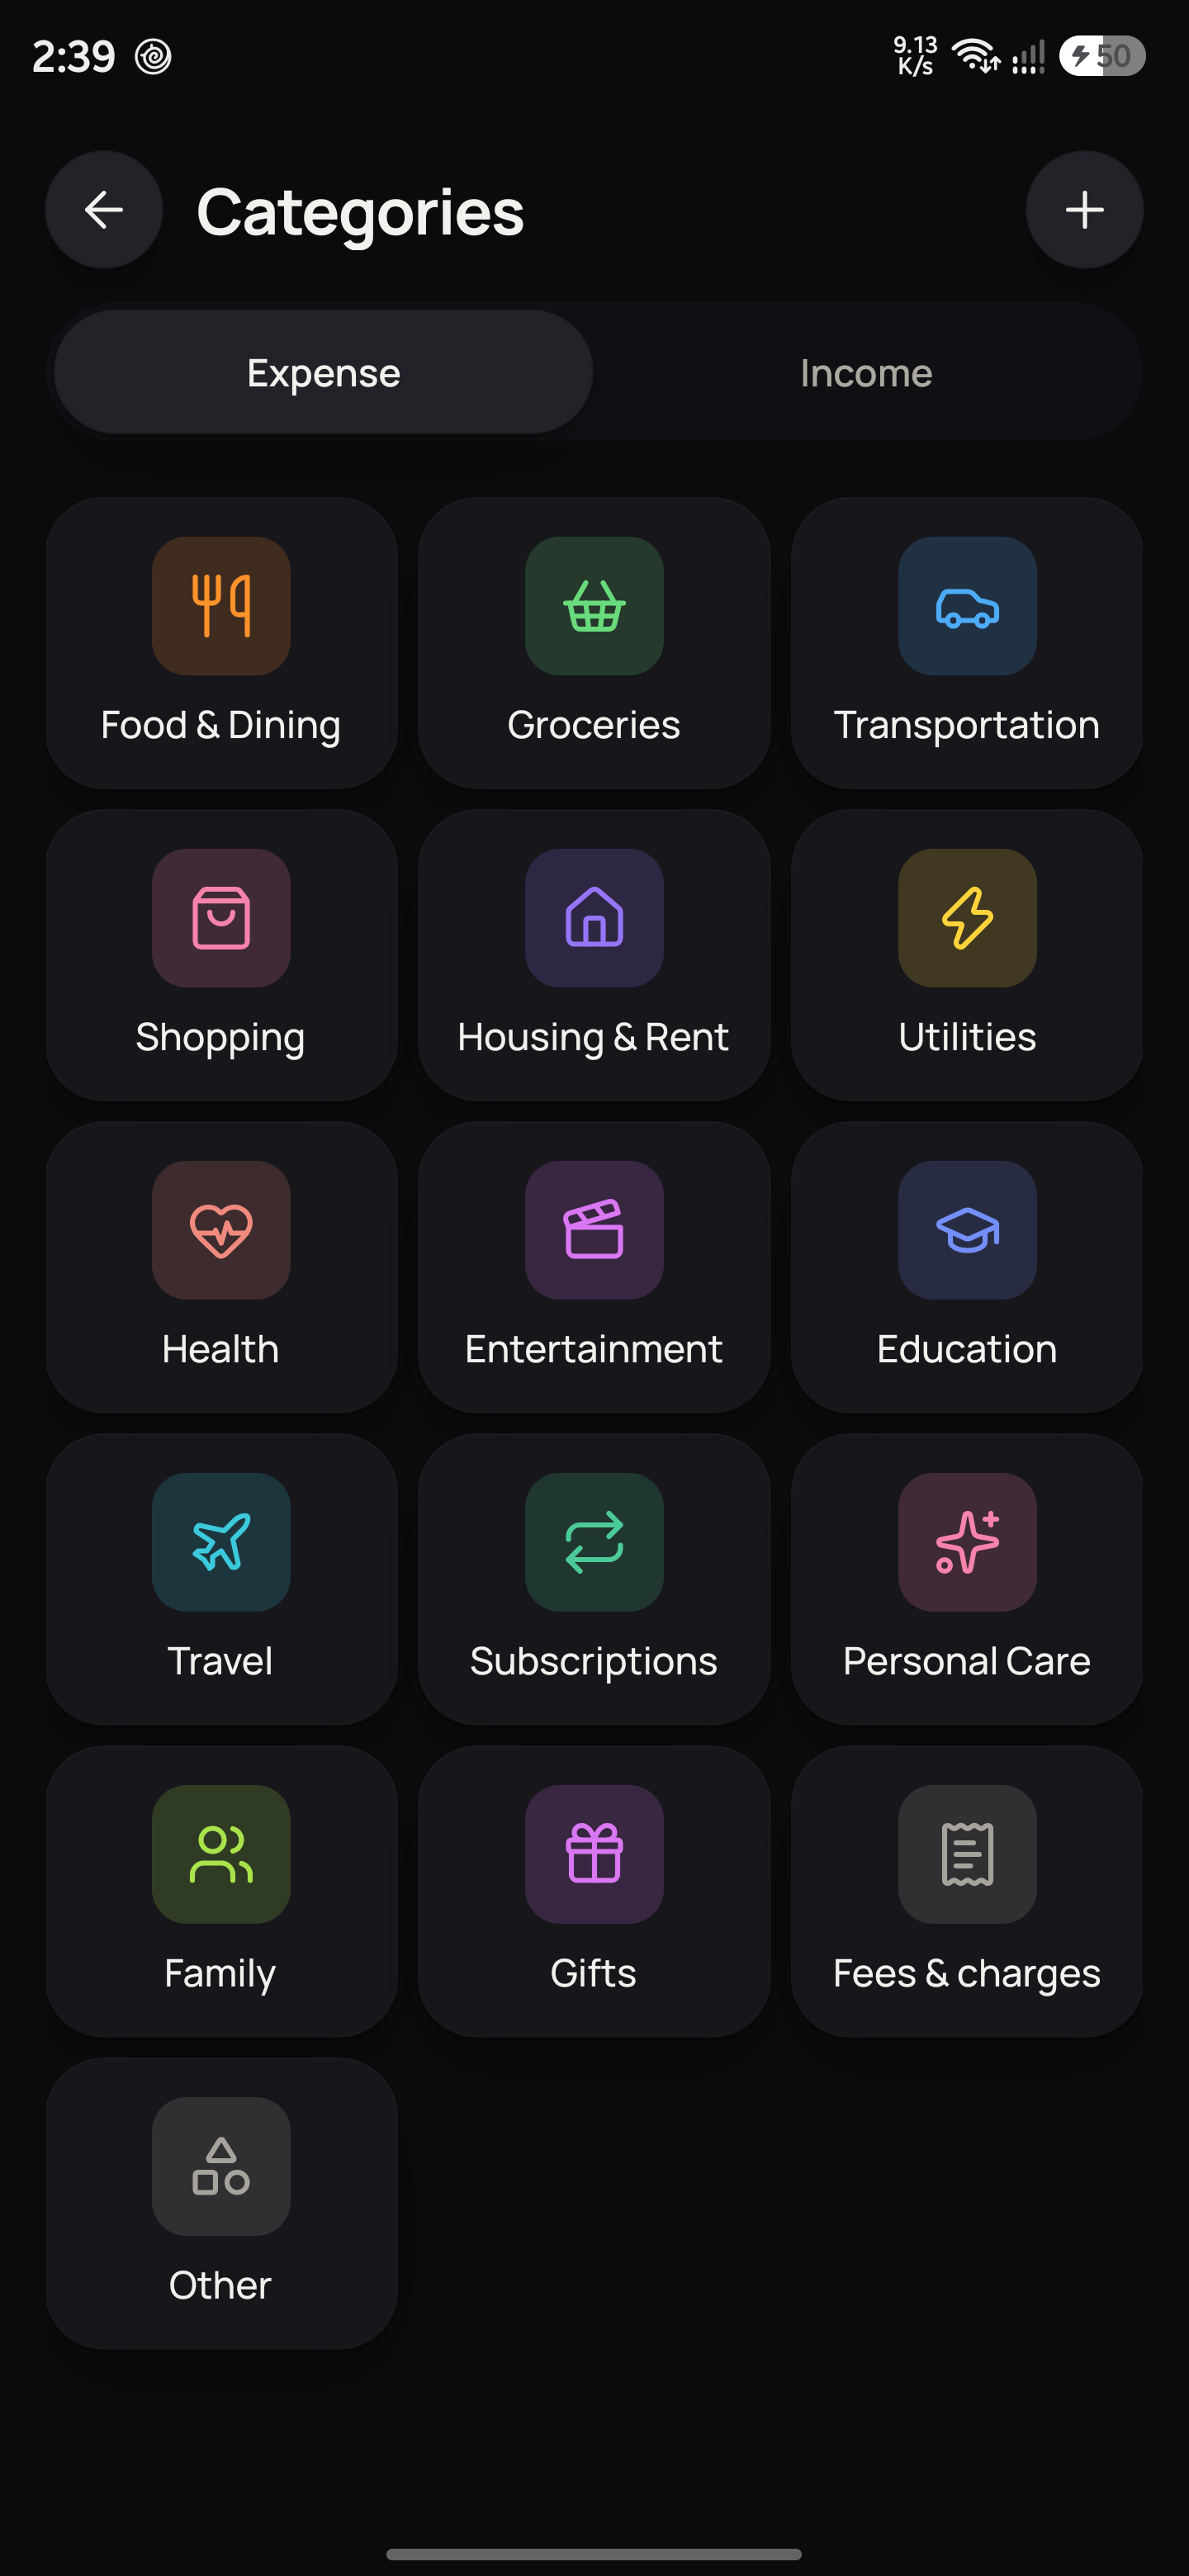 2:39
9.13
K/s
50
Categories
Expense
Income
Food & Dining
Groceries
Transportation
Shopping
Housing & Rent
Utilities
Health
Entertainment
Education
Travel
Subscriptions
Personal Care
Family
Gifts
Fees & charges
Other